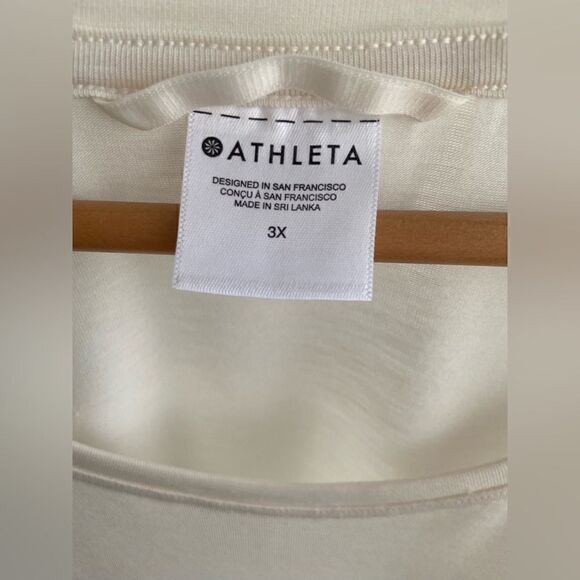 ATHLETA
DESIGNED IN SAN FRANCISCO
CONÇU À SAN FRANCISCO
MADE IN SRI LANKA
3X